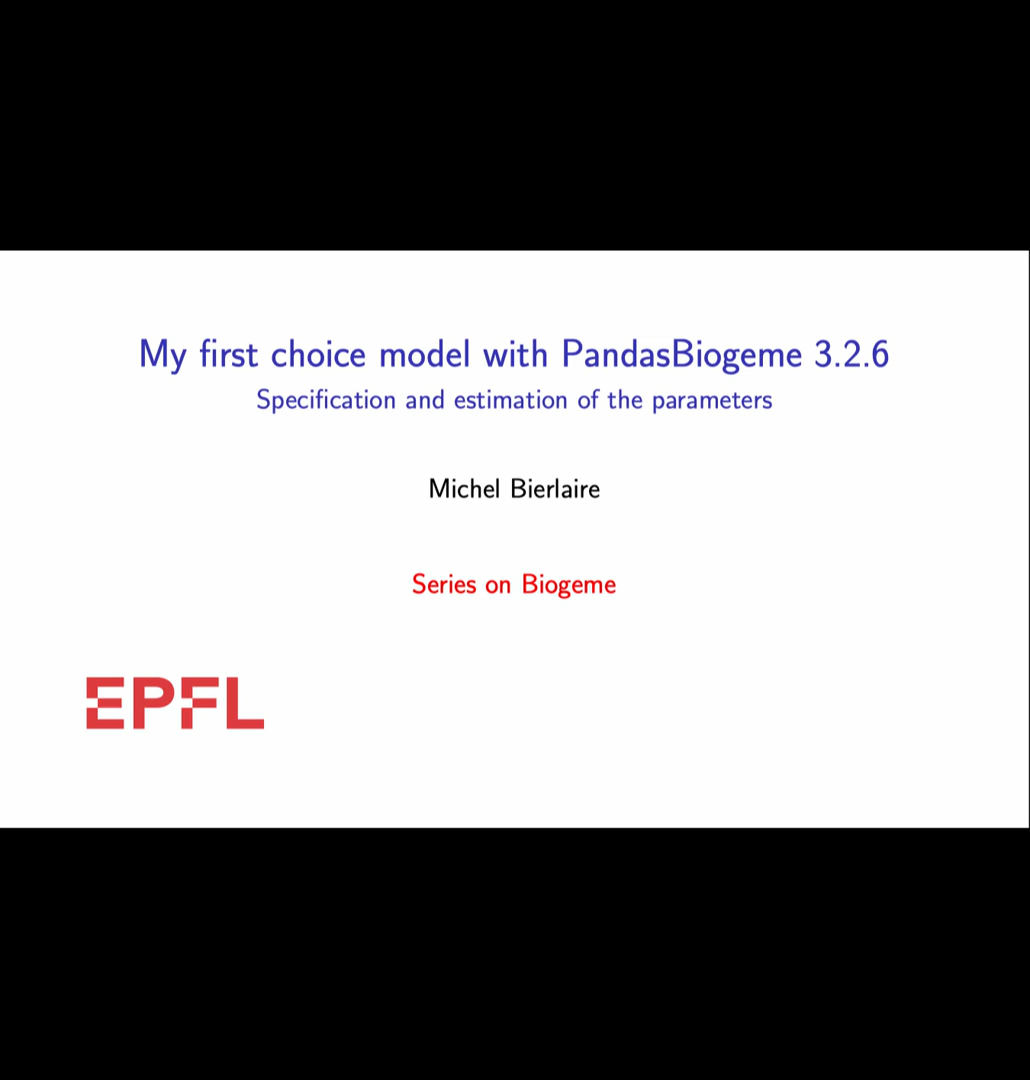 My first choice model with PandasBiogeme 3.2.6
Specification and estimation of the parameters
Michel Bierlaire
Series on Biogeme
EPFL